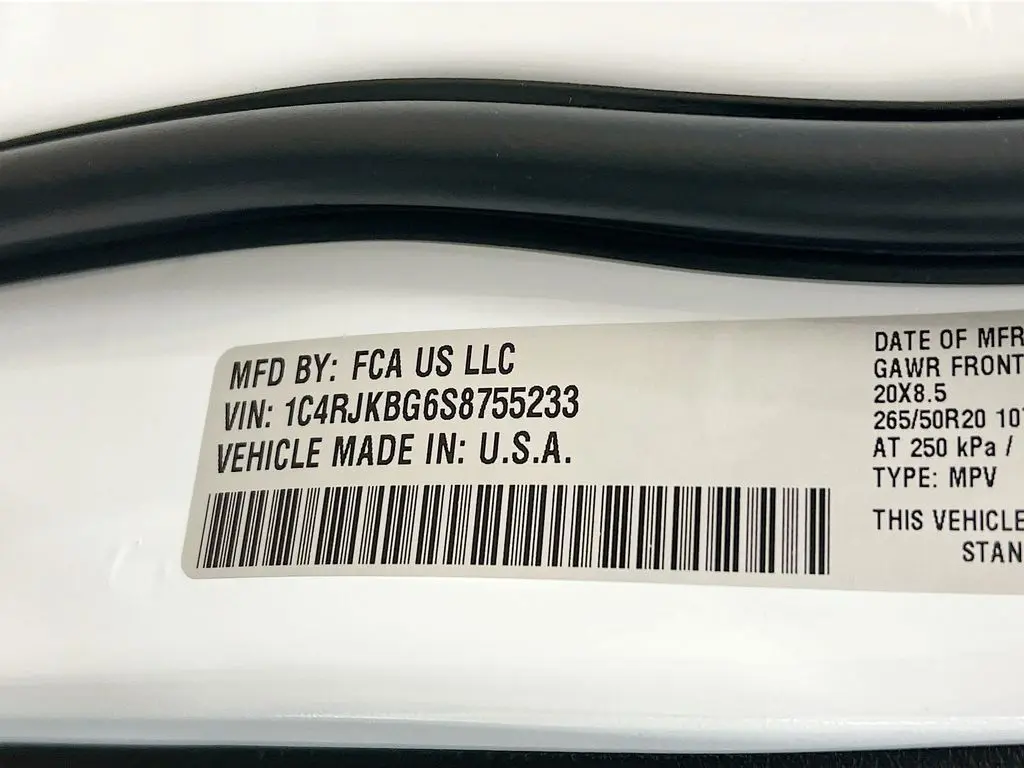 MFD BY: FCA US LLC
VIN: 1C4RJKBG6S8755233
VEHICLE MADE IN: U.S.A.
DATE OF MFR
GAWR FRONT
20X8.5
265/50R20 10
AT 250 kPa /
TYPE: MPV
THIS VEHICLE
STAN